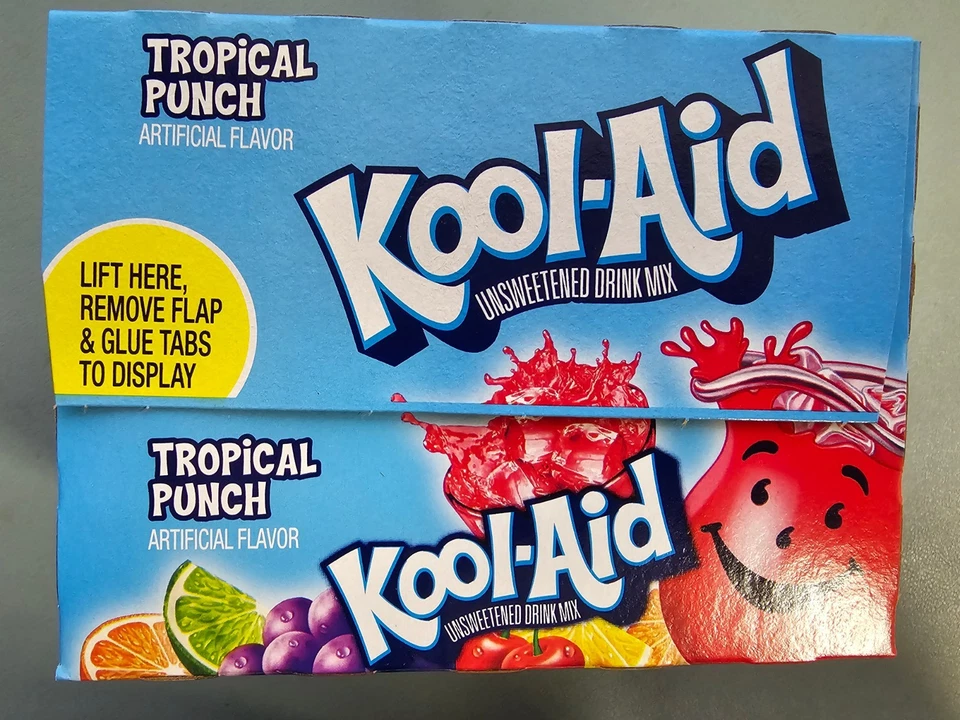 TROPiCAL
PUNCH
ARTIFICIAL FLAVOR
Kool-Aid
UNSWEETENED DRINK MIX
LIFT HERE,
REMOVE FLAP
& GLUE TABS
TO DISPLAY
TROPiCAL
PUNCH
ARTIFICIAL FLAVOR
Kool-Aid
UNSWEETENED DRINK MIX